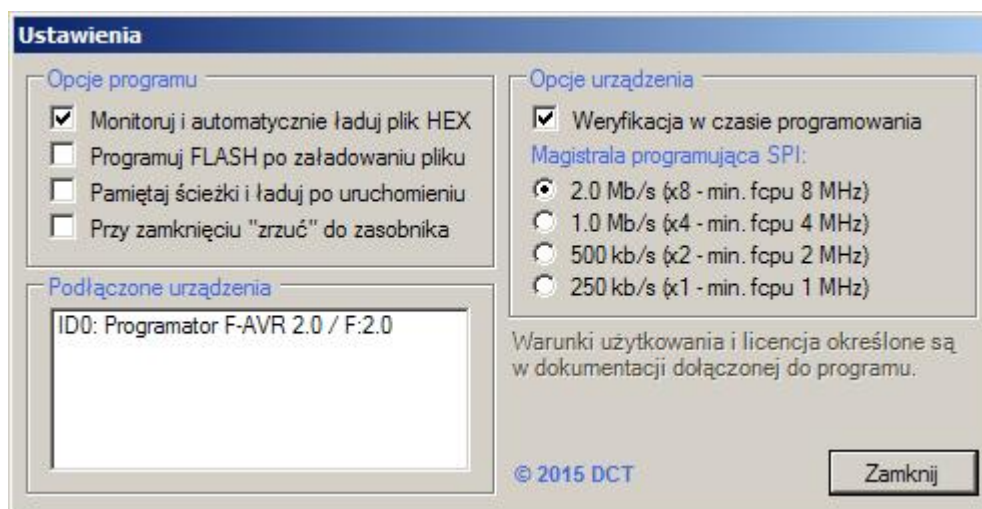 Ustawienia
Opcje programu
Monitoruj i automatycznie ładuj plik HEX
Programuj FLASH po załadowaniu pliku
Pamiętaj ścieżki i ładuj po uruchomieniu
Przy zamknięciu "zrzuć" do zasobnika
Podłączone urządzenia
ID0: Programator F-AVR 2.0 / F:2.0
Opcje urządzenia
Weryfikacja w czasie programowania
Magistrala programująca SPI:
2.0 Mb/s (x8 - min. fcpu 8 MHz)
1.0 Mb/s (x4 - min. fcpu 4 MHz)
500 kb/s (x2 - min. fcpu 2 MHz)
250 kb/s (x1 - min. fcpu 1 MHz)
Warunki użytkowania i licencja określone są
w dokumentacji dołączonej do programu.
© 2015 DCT
Zamknij